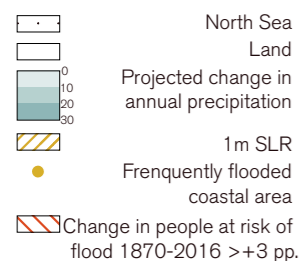 North Sea
Land
0
10
20
30
Projected change in
annual precipitation
1m SLR
Frenquently flooded
coastal area
Change in people at risk of
flood 1870-2016 >+3 pp.